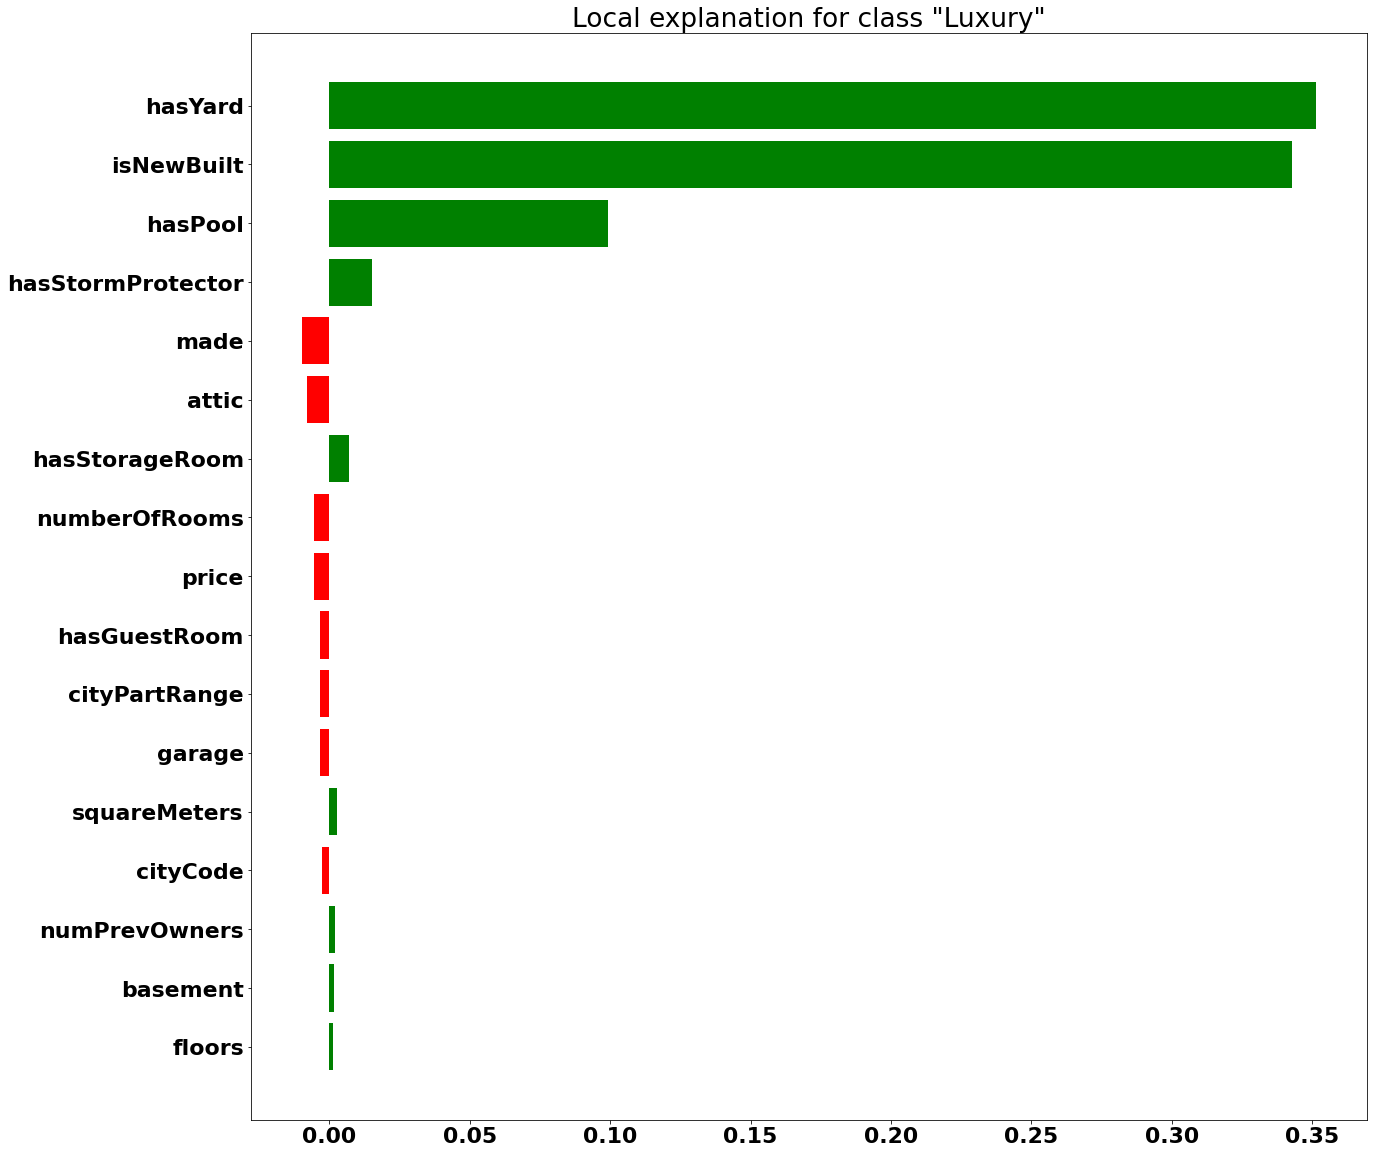 Local explanation for class "Luxury"
hasYard
isNewBuilt
hasPool
hasStormProtector
made
attic
hasStorageRoom
numberOfRooms
price
hasGuestRoom
cityPartRange
garage
squareMeters
cityCode
numPrevOwners
basement
floors
0.00 0.05 0.10 0.15 0.20 0.25 0.30 0.35